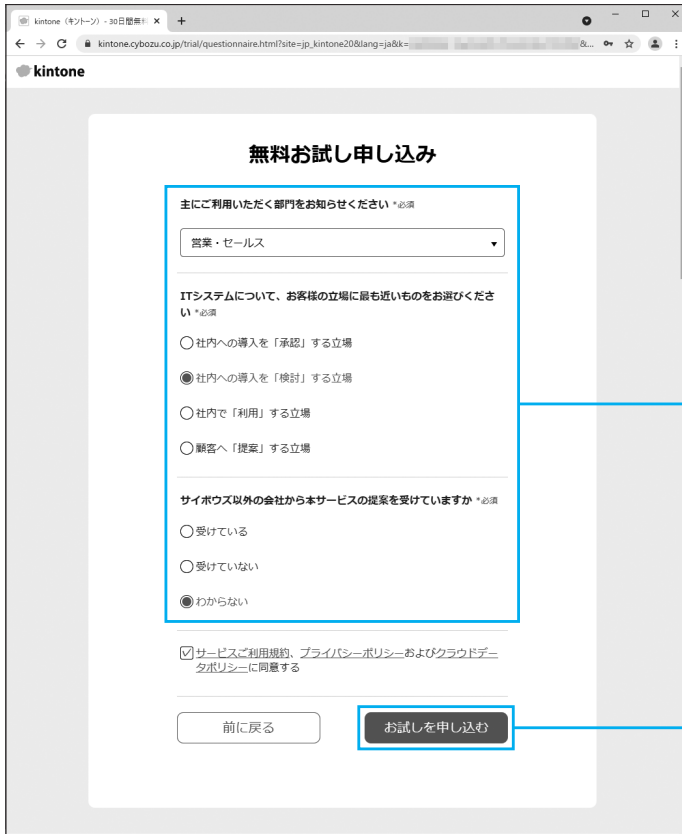 kintone（キントーン）- 30日間無料
kintone.cybozu.co.jp/trial/questionnaire.html?site=jp_kintone20&lang=ja&k=
&...
kintone
無料お試し申し込み
主にご利用いただく部門をお知らせください *必須
営業・セールス
ITシステムについて、お客様の立場に最も近いものをお選びくださ
い *必須
社内への導入を「承認」する立場
社内への導入を「検討」する立場
社内で「利用」する立場
顧客へ「提案」する立場
サイボウズ以外の会社から本サービスの提案を受けていますか *必須
受けている
受けていない
わからない
サービスご利用規約、プライバシーポリシーおよびクラウドデー
タポリシーに同意する
前に戻る
お試しを申し込む